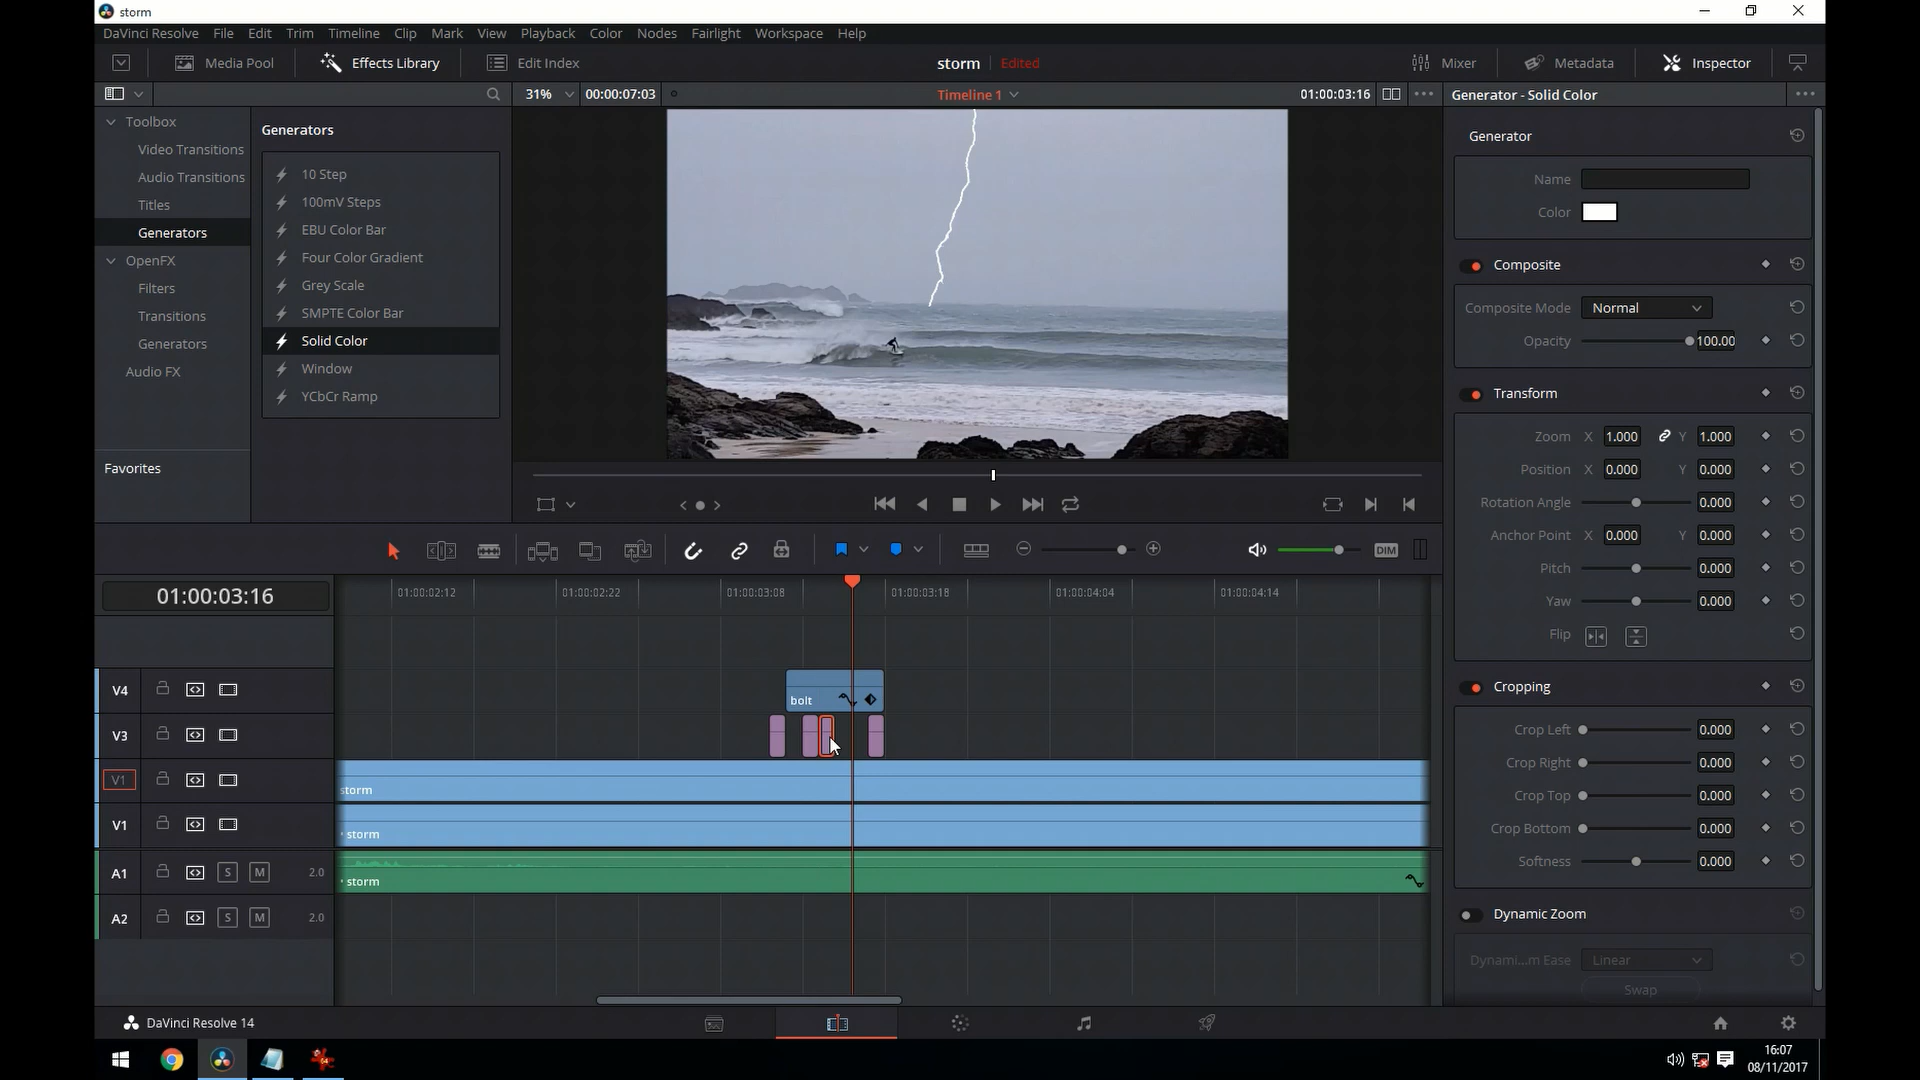 storm
DaVinci Resolve File Edit Trim Timeline Clip Mark View Playback Color Nodes Fairlight Workspace Help
Media Pool Effects Library Edit Index storm Edited Mixer Metadata Inspector
31% 00:00:07:03 Timeline 1 01:00:03:16 Generator - Solid Color
Toolbox
Video Transitions
Audio Transitions
Titles
Generators
OpenFX
Filters
Transitions
Generators
Audio FX
Favorites
Generators
10 Step
100mV Steps
EBU Color Bar
Four Color Gradient
Grey Scale
SMPTE Color Bar
Solid Color
Window
YCbCr Ramp
Generator
Name
Color
Composite
Composite Mode Normal
Opacity 100.00
Transform
Zoom X 1.000 Y 1.000
Position X 0.000 Y 0.000
Rotation Angle 0.000
Anchor Point X 0.000 Y 0.000
Pitch 0.000
Yaw 0.000
Flip
Cropping
Crop Left 0.000
Crop Right 0.000
Crop Top 0.000
Crop Bottom 0.000
Softness 0.000
Dynamic Zoom
Dynami...m Ease Linear
Swap
DIM
01:00:03:16 01:00:02:12 01:00:02:22 01:00:03:08 01:00:03:18 01:00:04:04 01:00:04:14
V4 bolt
V3
V1 storm
V1 storm
A1 S M 2.0 storm
A2 S M 2.0
DaVinci Resolve 14
16:07
08/11/2017